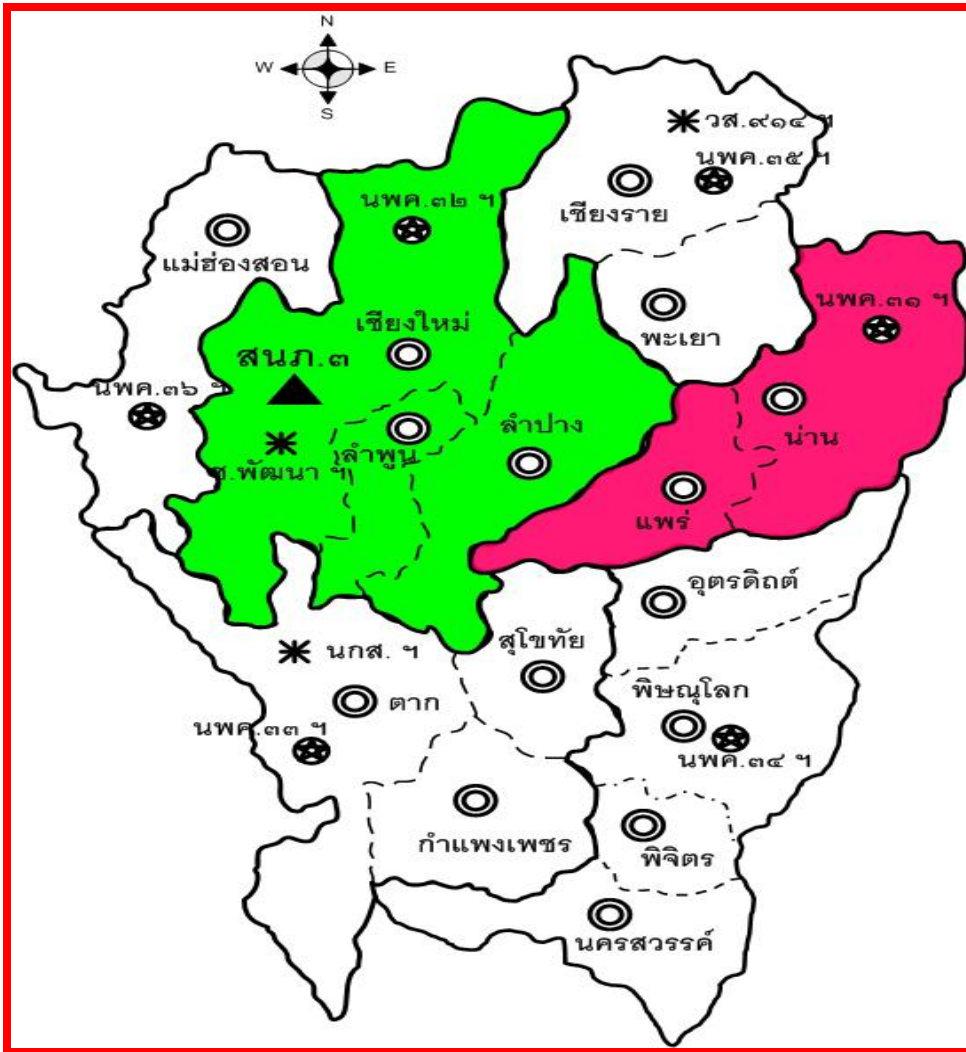 N
W E
S
วส.๙๑๔ ฯ
นพค.๓๕ ฯ
นพค.๓๒ ฯ
เชียงราย
แม่ฮ่องสอน
นพค.๓๑ ฯ
เชียงใหม่
พะเยา
สนภ.๓
นพค.๓๖ ฯ
ลำปาง
น่าน
ลำพูน
ช.พัฒนา ฯ
แพร่
อุตรดิถต์
สุโขทัย
นกส. ฯ
พิษณุโลก
ตาก
นพค.๓๓ ฯ
นพค.๓๔ ฯ
กำแพงเพชร
พิจิตร
นครสวรรค์